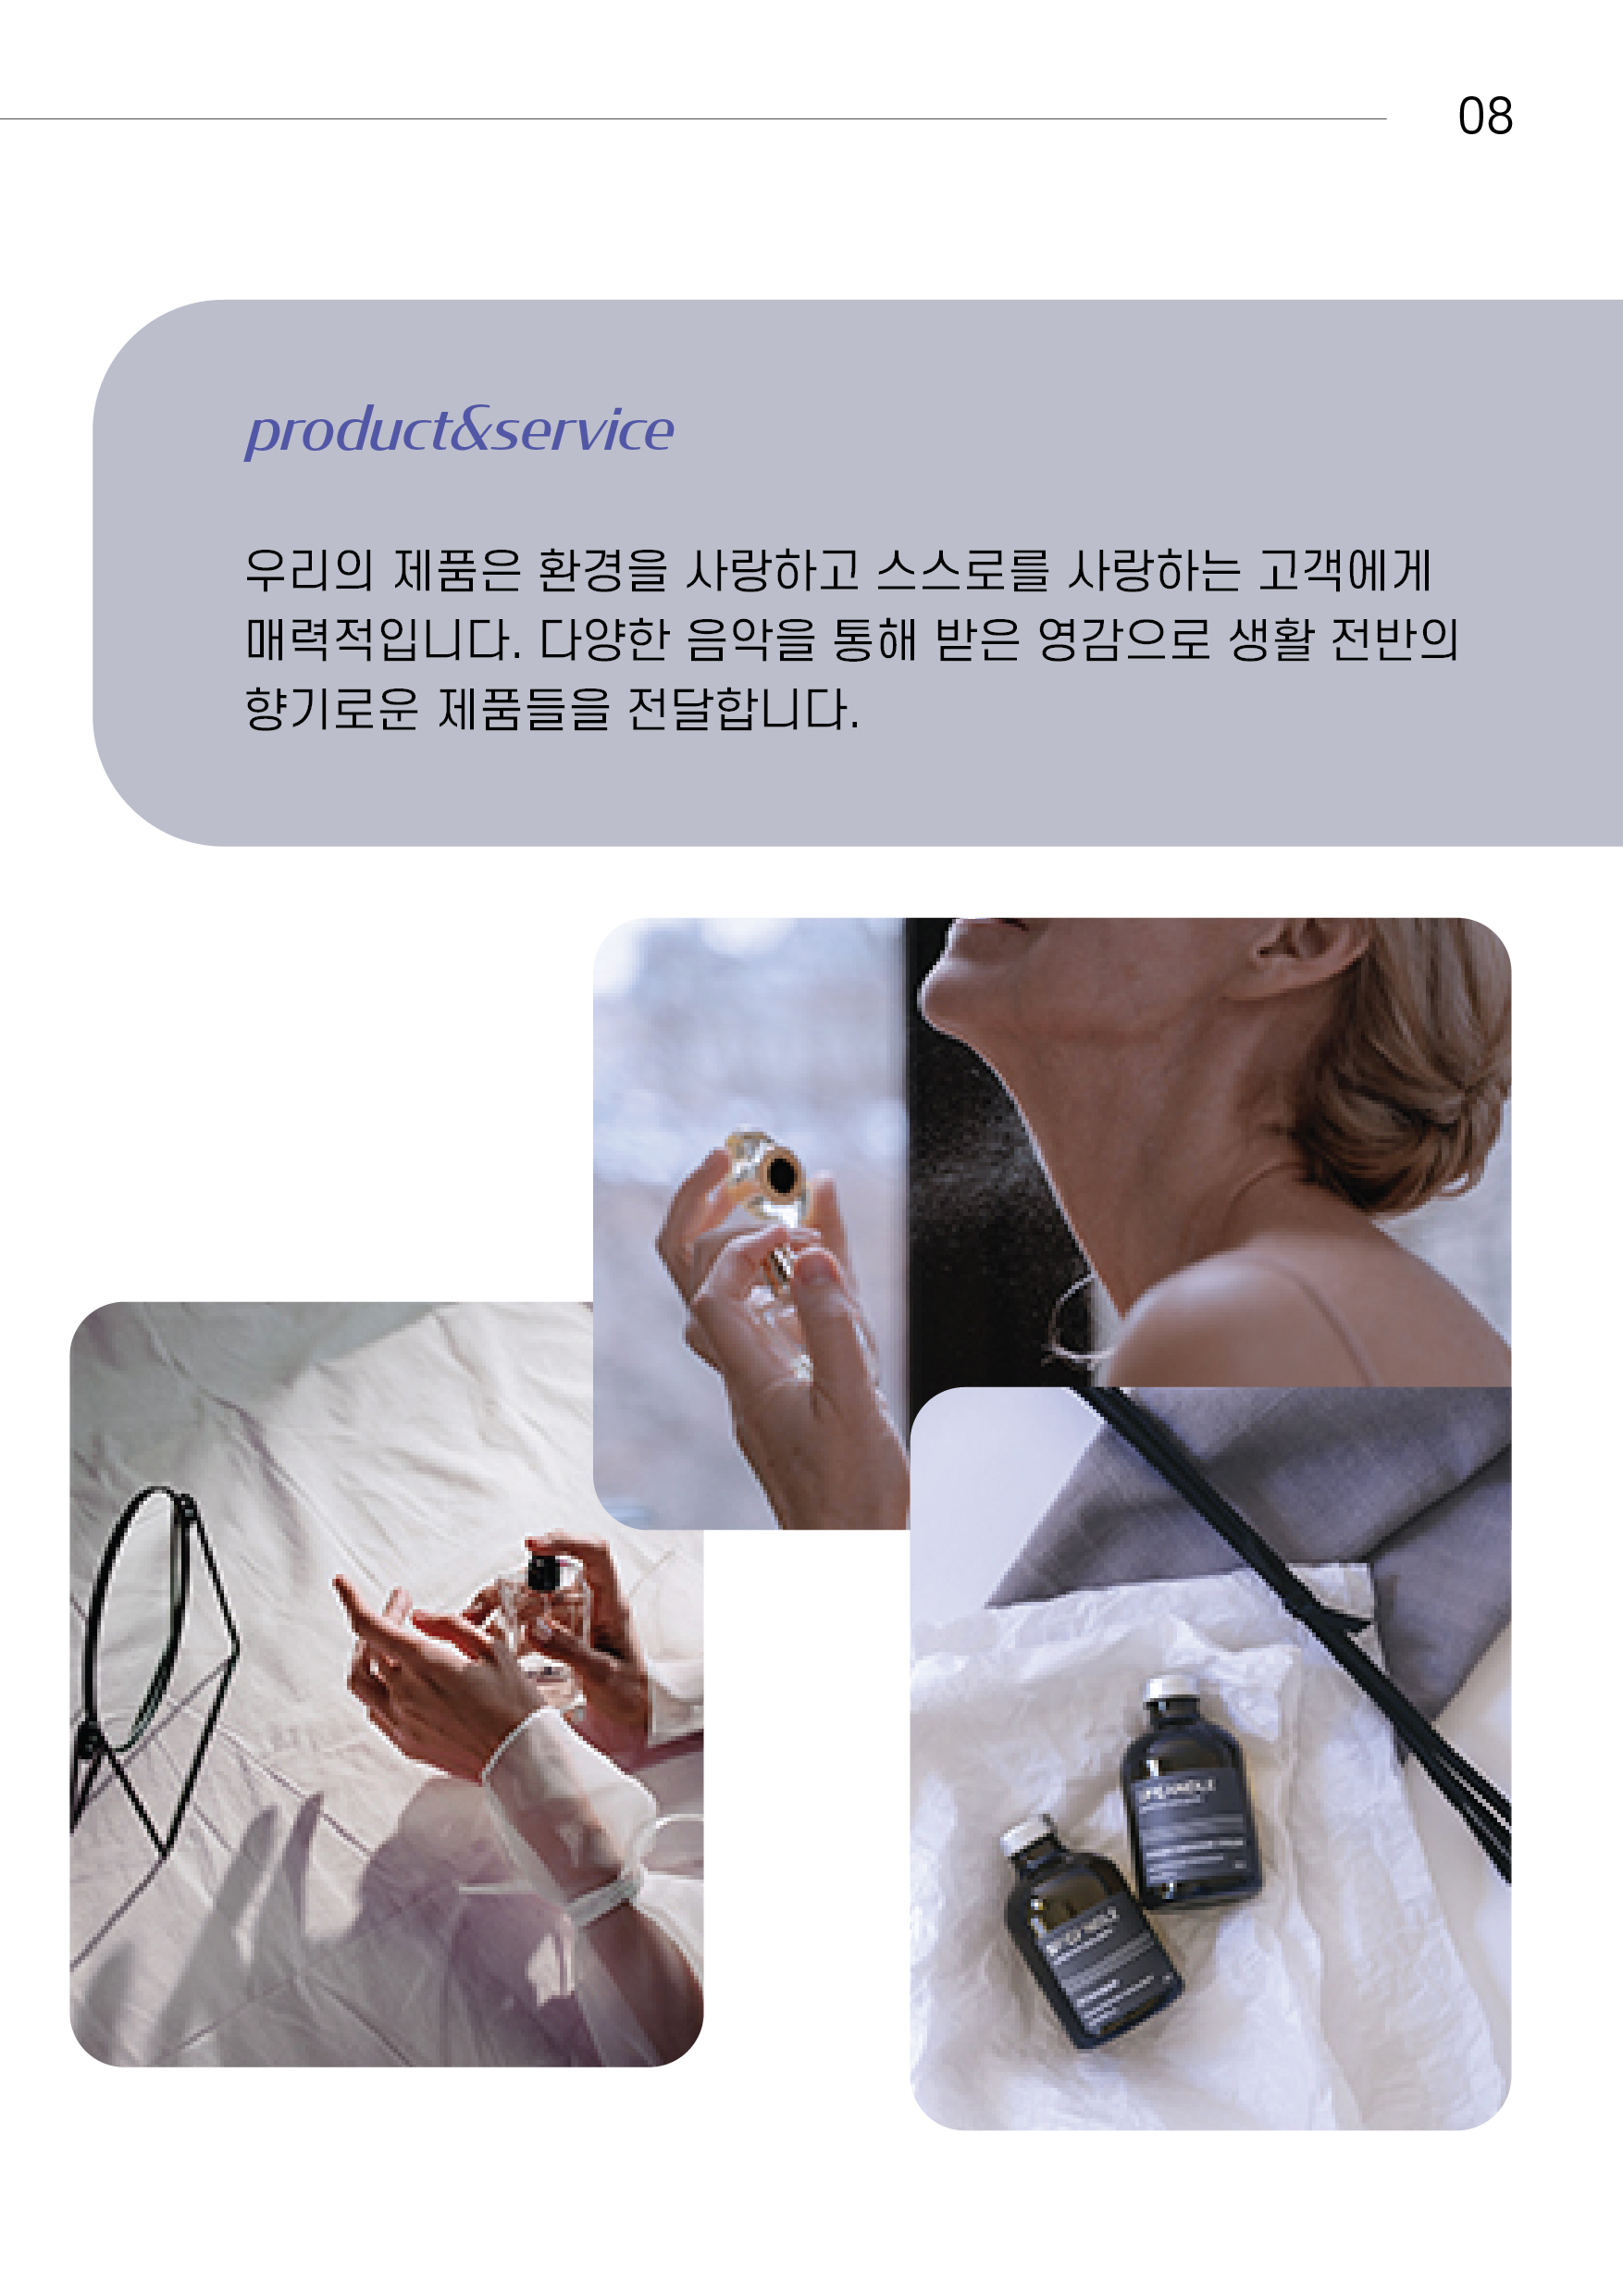 08
product&service
우리의 제품은 환경을 사랑하고 스스로를 사랑하는 고객에게
매력적입니다. 다양한 음악을 통해 받은 영감으로 생활 전반의
향기로운 제품들을 전달합니다.